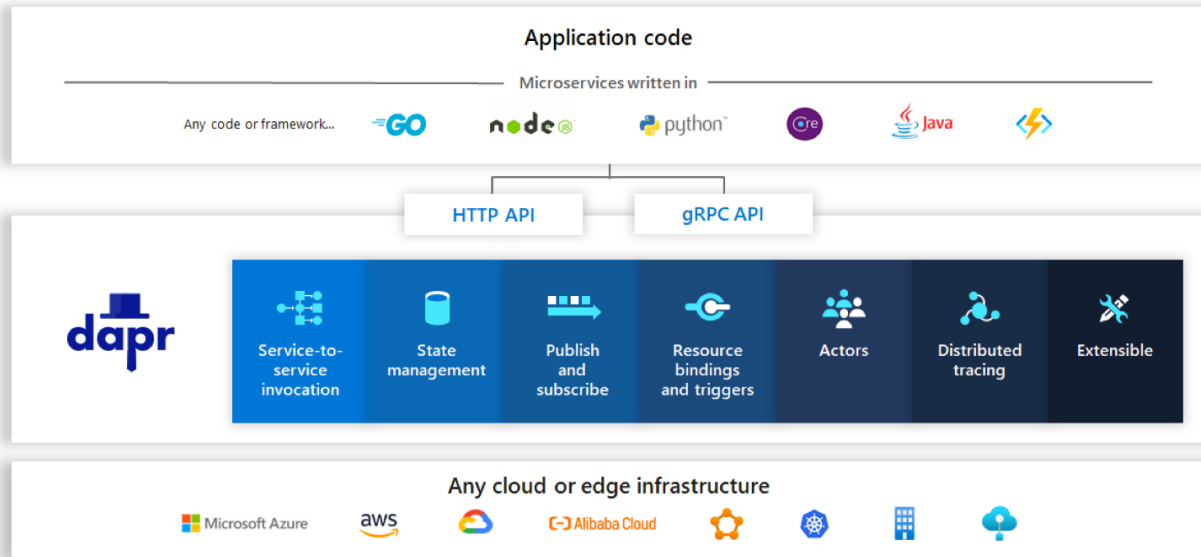 Application code
Microservices written in
Any code or framework... GO node JS python Core Java
HTTP API gRPC API
dapr
Service-to-
service
invocation
State
management
Publish
and
subscribe
Resource
bindings
and triggers
Actors
Distributed
tracing
Extensible
Any cloud or edge infrastructure
Microsoft Azure aws Alibaba Cloud